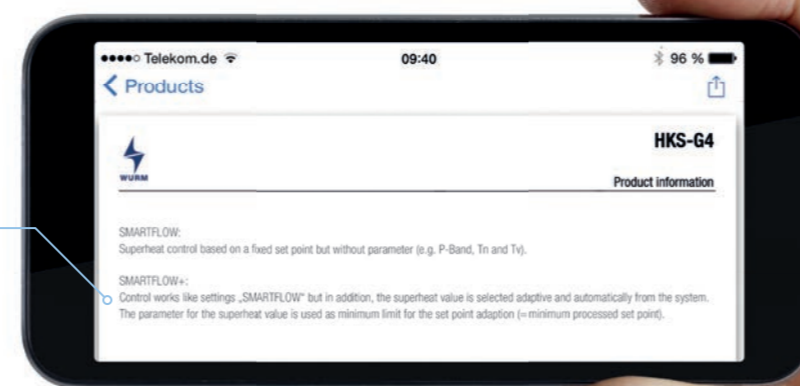 ●●●●○ Telekom.de 09:40 96 %
Products
WURM
HKS-G4
Product information
SMARTFLOW:
Superheat control based on a fixed set point but without parameter (e.g. P-Band, Tn and Tv).
SMARTFLOW+:
Control works like settings „SMARTFLOW“ but in addition, the superheat value is selected adaptive and automatically from the system.
The parameter for the superheat value is used as minimum limit for the set point adaption (= minimum processed set point).